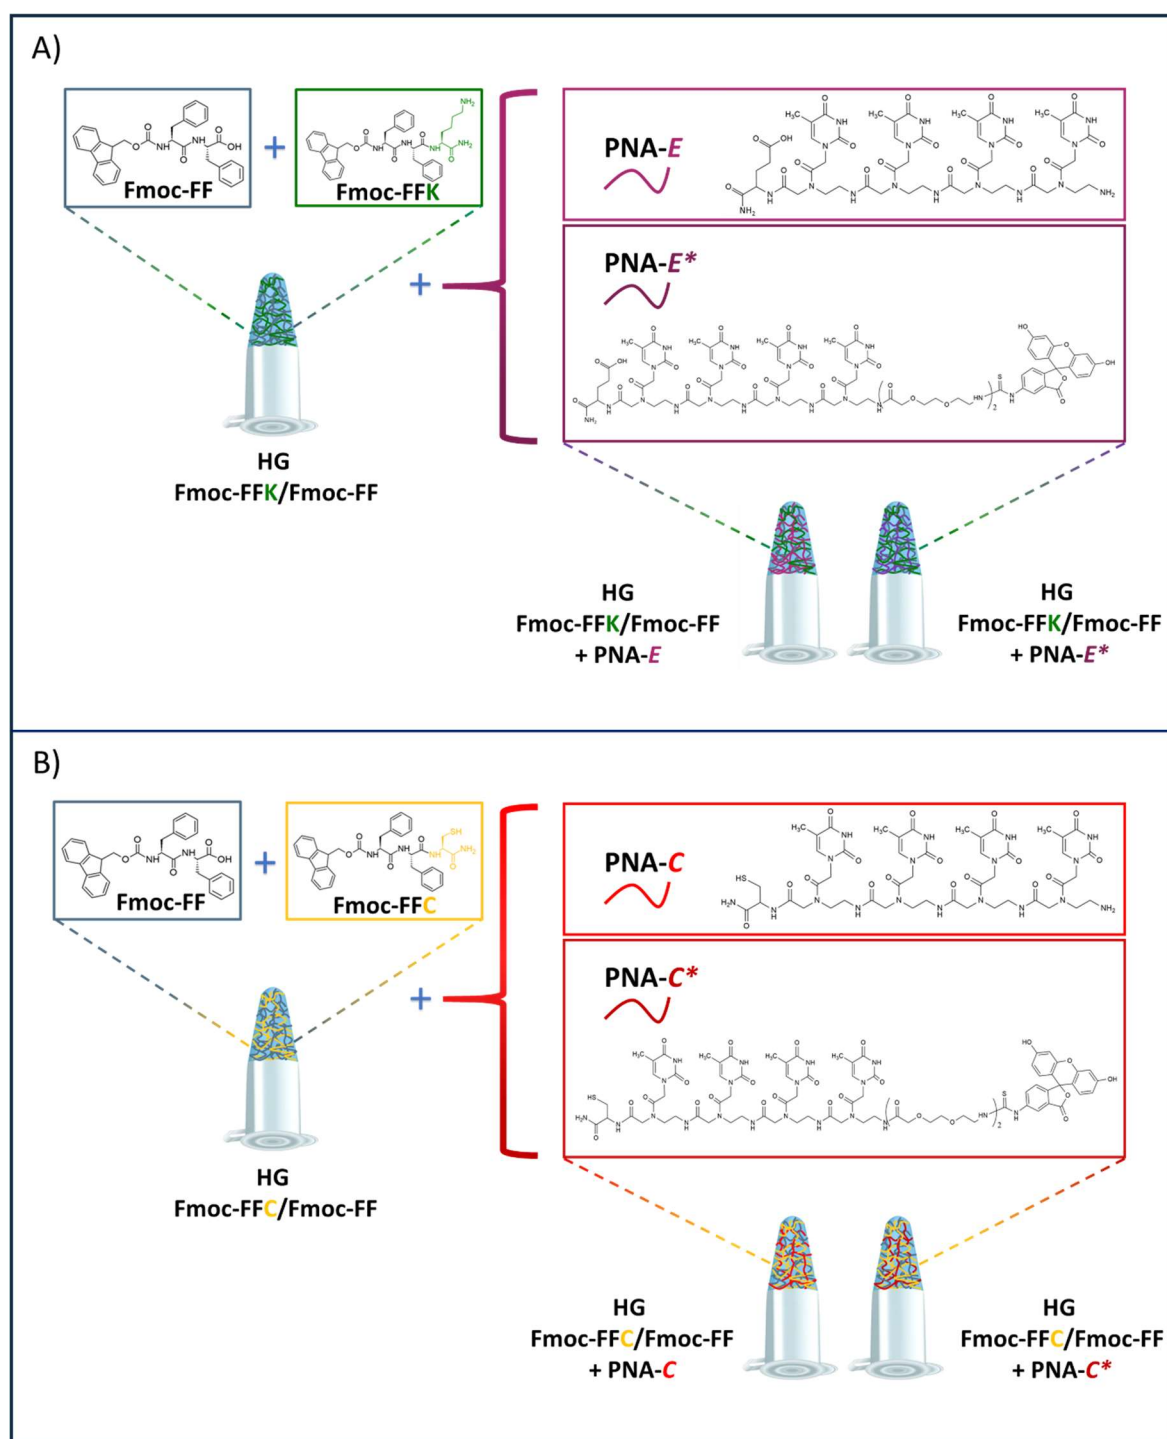 A)
Fmoc-FF
+
Fmoc-FFK
HG
Fmoc-FFK/Fmoc-FF
+
PNA-E
PNA-E*
HG
Fmoc-FFK/Fmoc-FF
+ PNA-E
HG
Fmoc-FFK/Fmoc-FF
+ PNA-E*
B)
Fmoc-FF
+
Fmoc-FFC
HG
Fmoc-FFC/Fmoc-FF
+
PNA-C
PNA-C*
HG
Fmoc-FFC/Fmoc-FF
+ PNA-C
HG
Fmoc-FFC/Fmoc-FF
+ PNA-C*